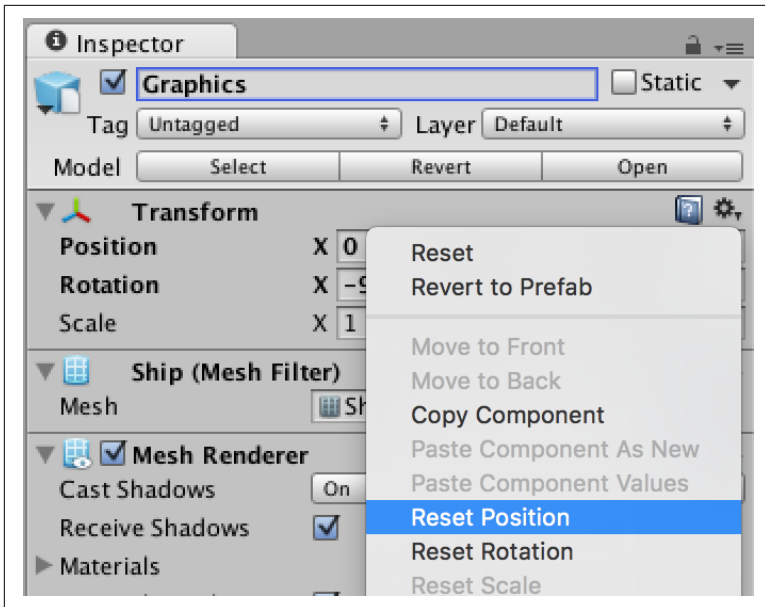 Inspector
Graphics Static
Tag Untagged Layer Default
Model Select Revert Open
Transform
Position X 0
Rotation X -9
Scale X 1
Ship (Mesh Filter)
Mesh Sh
Mesh Renderer
Cast Shadows On
Receive Shadows
Materials
Reset
Revert to Prefab
Move to Front
Move to Back
Copy Component
Paste Component As New
Paste Component Values
Reset Position
Reset Rotation
Reset Scale